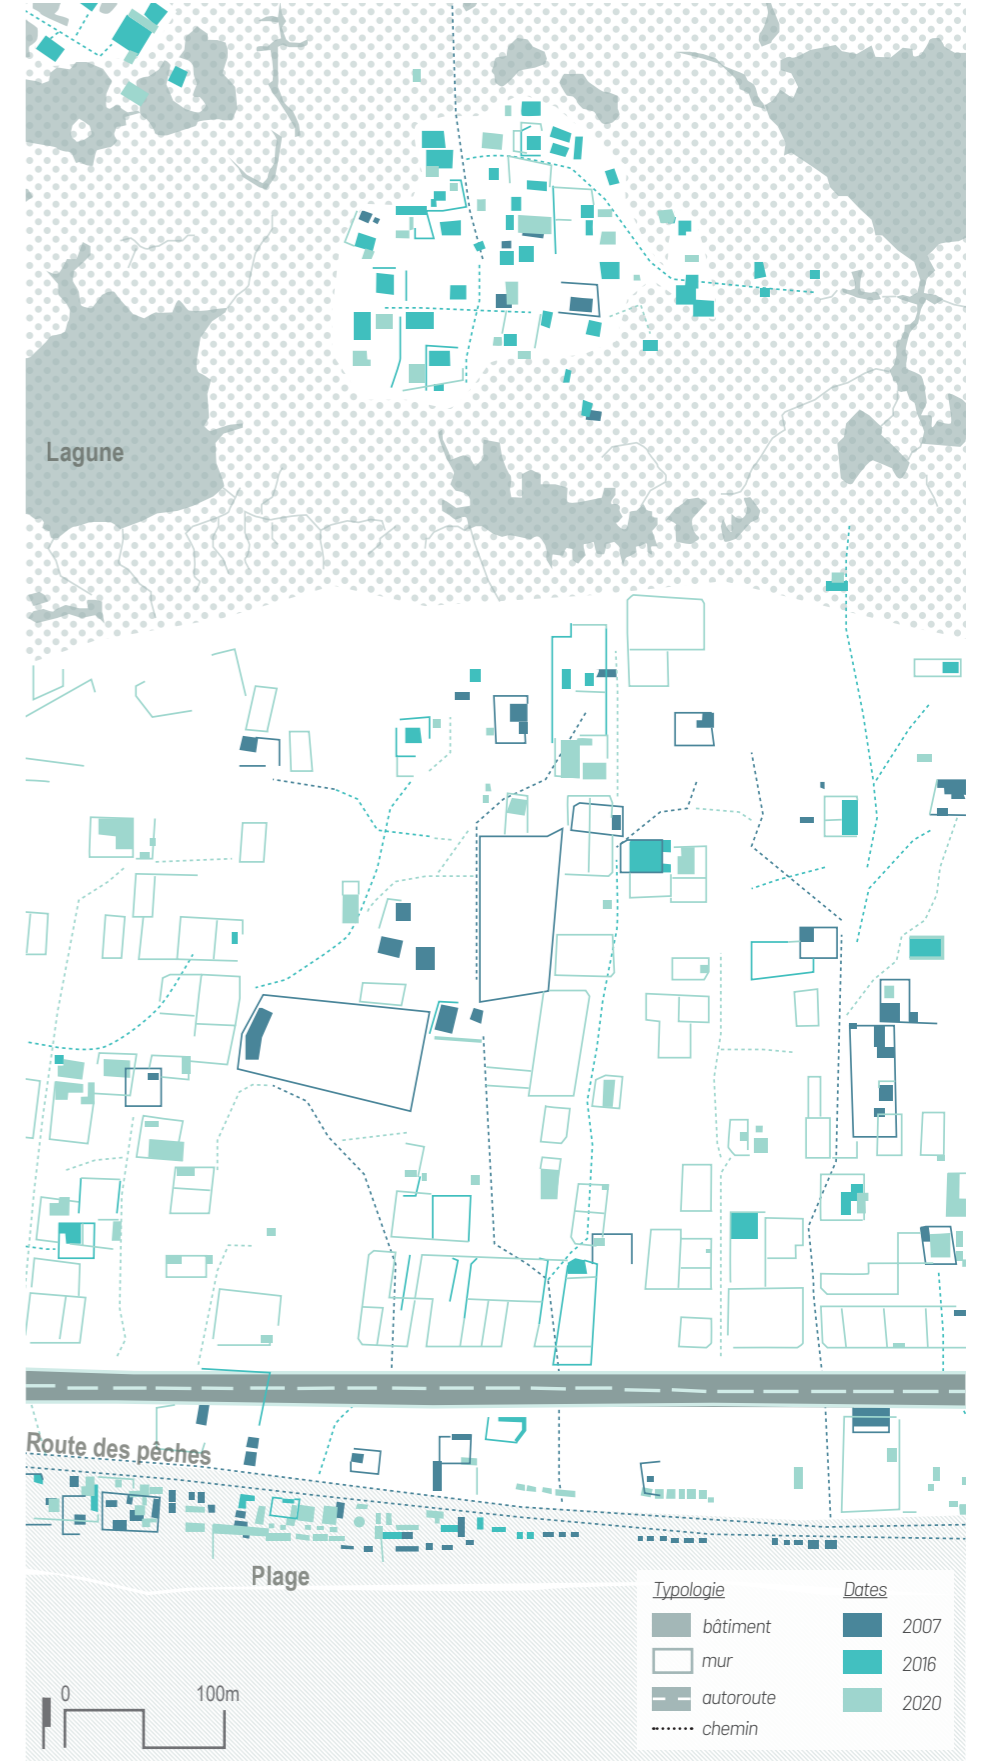 Lagune
Route des pêches
Plage
0 100m
Typologie
bâtiment
mur
autoroute
chemin
Dates
2007
2016
2020